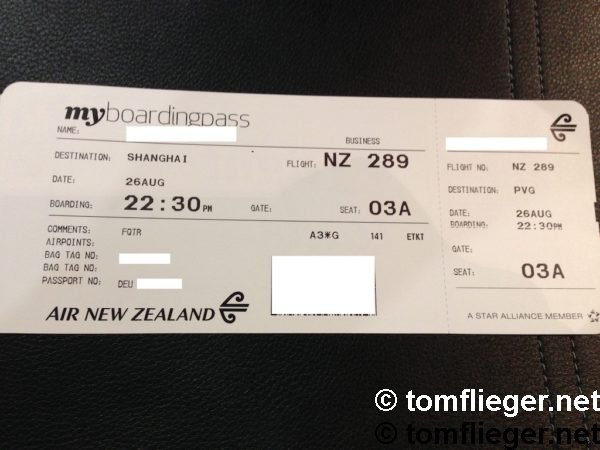 myboardingpass
NAME:
BUSINESS
DESTINATION: SHANGHAI
FLIGHT: NZ 289
DATE: 26AUG
BOARDING: 22:30PM GATE: SEAT: 03A
COMMENTS: FQTR A3*G 141 ETKT
AIRPOINTS:
BAG TAG NO:
BAG TAG NO:
PASSPORT NO: DEU
AIR NEW ZEALAND
FLIGHT NO: NZ 289
DESTINATION: PVG
DATE: 26AUG
BOARDING: 22:30PM
GATE:
SEAT: 03A
A STAR ALLIANCE MEMBER
© tomflieger.net
© tomflieger.net